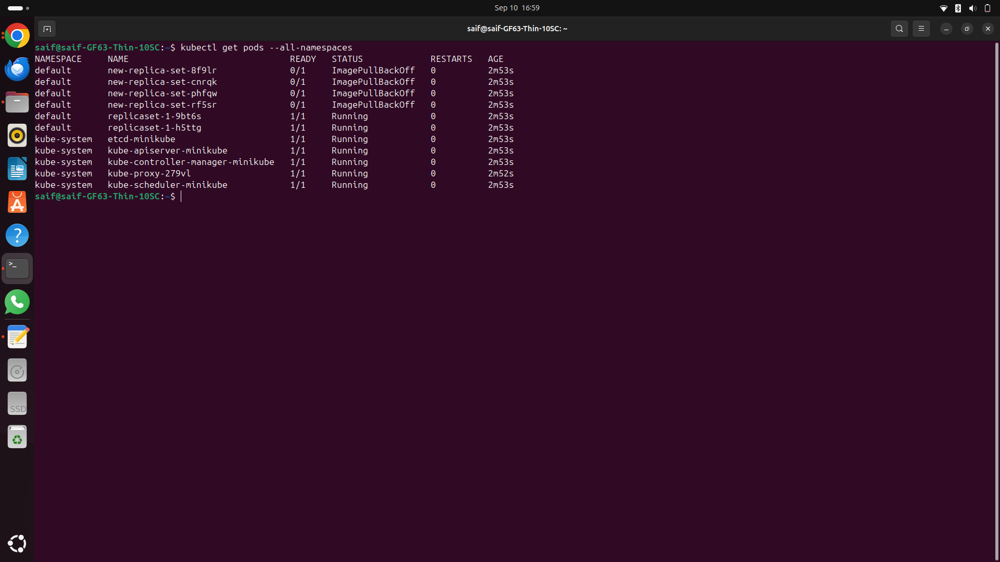 Sep 10  16:59
saif@saif-GF63-Thin-10SC: ~
saif@saif-GF63-Thin-10SC:~$ kubectl get pods --all-namespaces
NAMESPACE     NAME                               READY   STATUS             RESTARTS   AGE
default       new-replica-set-8f9lr              0/1     ImagePullBackOff   0          2m53s
default       new-replica-set-cnrqk              0/1     ImagePullBackOff   0          2m53s
default       new-replica-set-phfqw              0/1     ImagePullBackOff   0          2m53s
default       new-replica-set-rf5sr              0/1     ImagePullBackOff   0          2m53s
default       replicaset-1-9bt6s                 1/1     Running            0          2m53s
default       replicaset-1-h5ttg                 1/1     Running            0          2m53s
kube-system   etcd-minikube                      1/1     Running            0          2m53s
kube-system   kube-apiserver-minikube            1/1     Running            0          2m53s
kube-system   kube-controller-manager-minikube   1/1     Running            0          2m53s
kube-system   kube-proxy-279vl                   1/1     Running            0          2m52s
kube-system   kube-scheduler-minikube            1/1     Running            0          2m53s
saif@saif-GF63-Thin-10SC:~$
?
>_
SSD